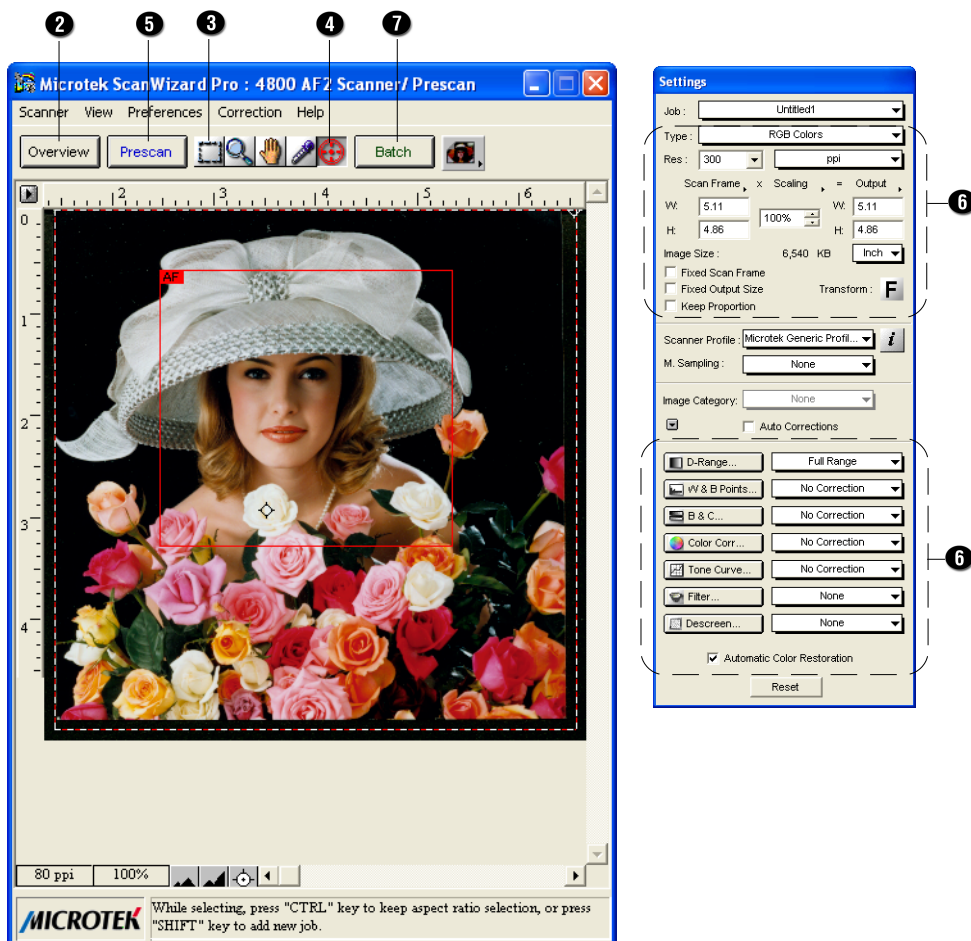 2 5 3 4 7
Microtek ScanWizard Pro : 4800 AF2 Scanner/ Prescan
Scanner View Preferences Correction Help
Overview Prescan Batch
2 3 4 5 6
0
1
2
3
4
AF
80 ppi 100%
MICROTEK
While selecting, press "CTRL" key to keep aspect ratio selection, or press
"SHIFT" key to add new job.
Settings
Job : Untitled1
Type : RGB Colors
Res : 300 ppi
Scan Frame x Scaling = Output
W: 5.11 100% W: 5.11
H: 4.86 H: 4.86
6
Image Size : 6,540 KB Inch
Fixed Scan Frame
Fixed Output Size Transform : F
Keep Proportion
Scanner Profile : Microtek Generic Profil... i
M. Sampling : None
Image Category: None
Auto Corrections
D-Range... Full Range
W & B Points... No Correction
B & C... No Correction
Color Corr... No Correction
6
Tone Curve... No Correction
Filter... None
Descreen... None
Automatic Color Restoration
Reset